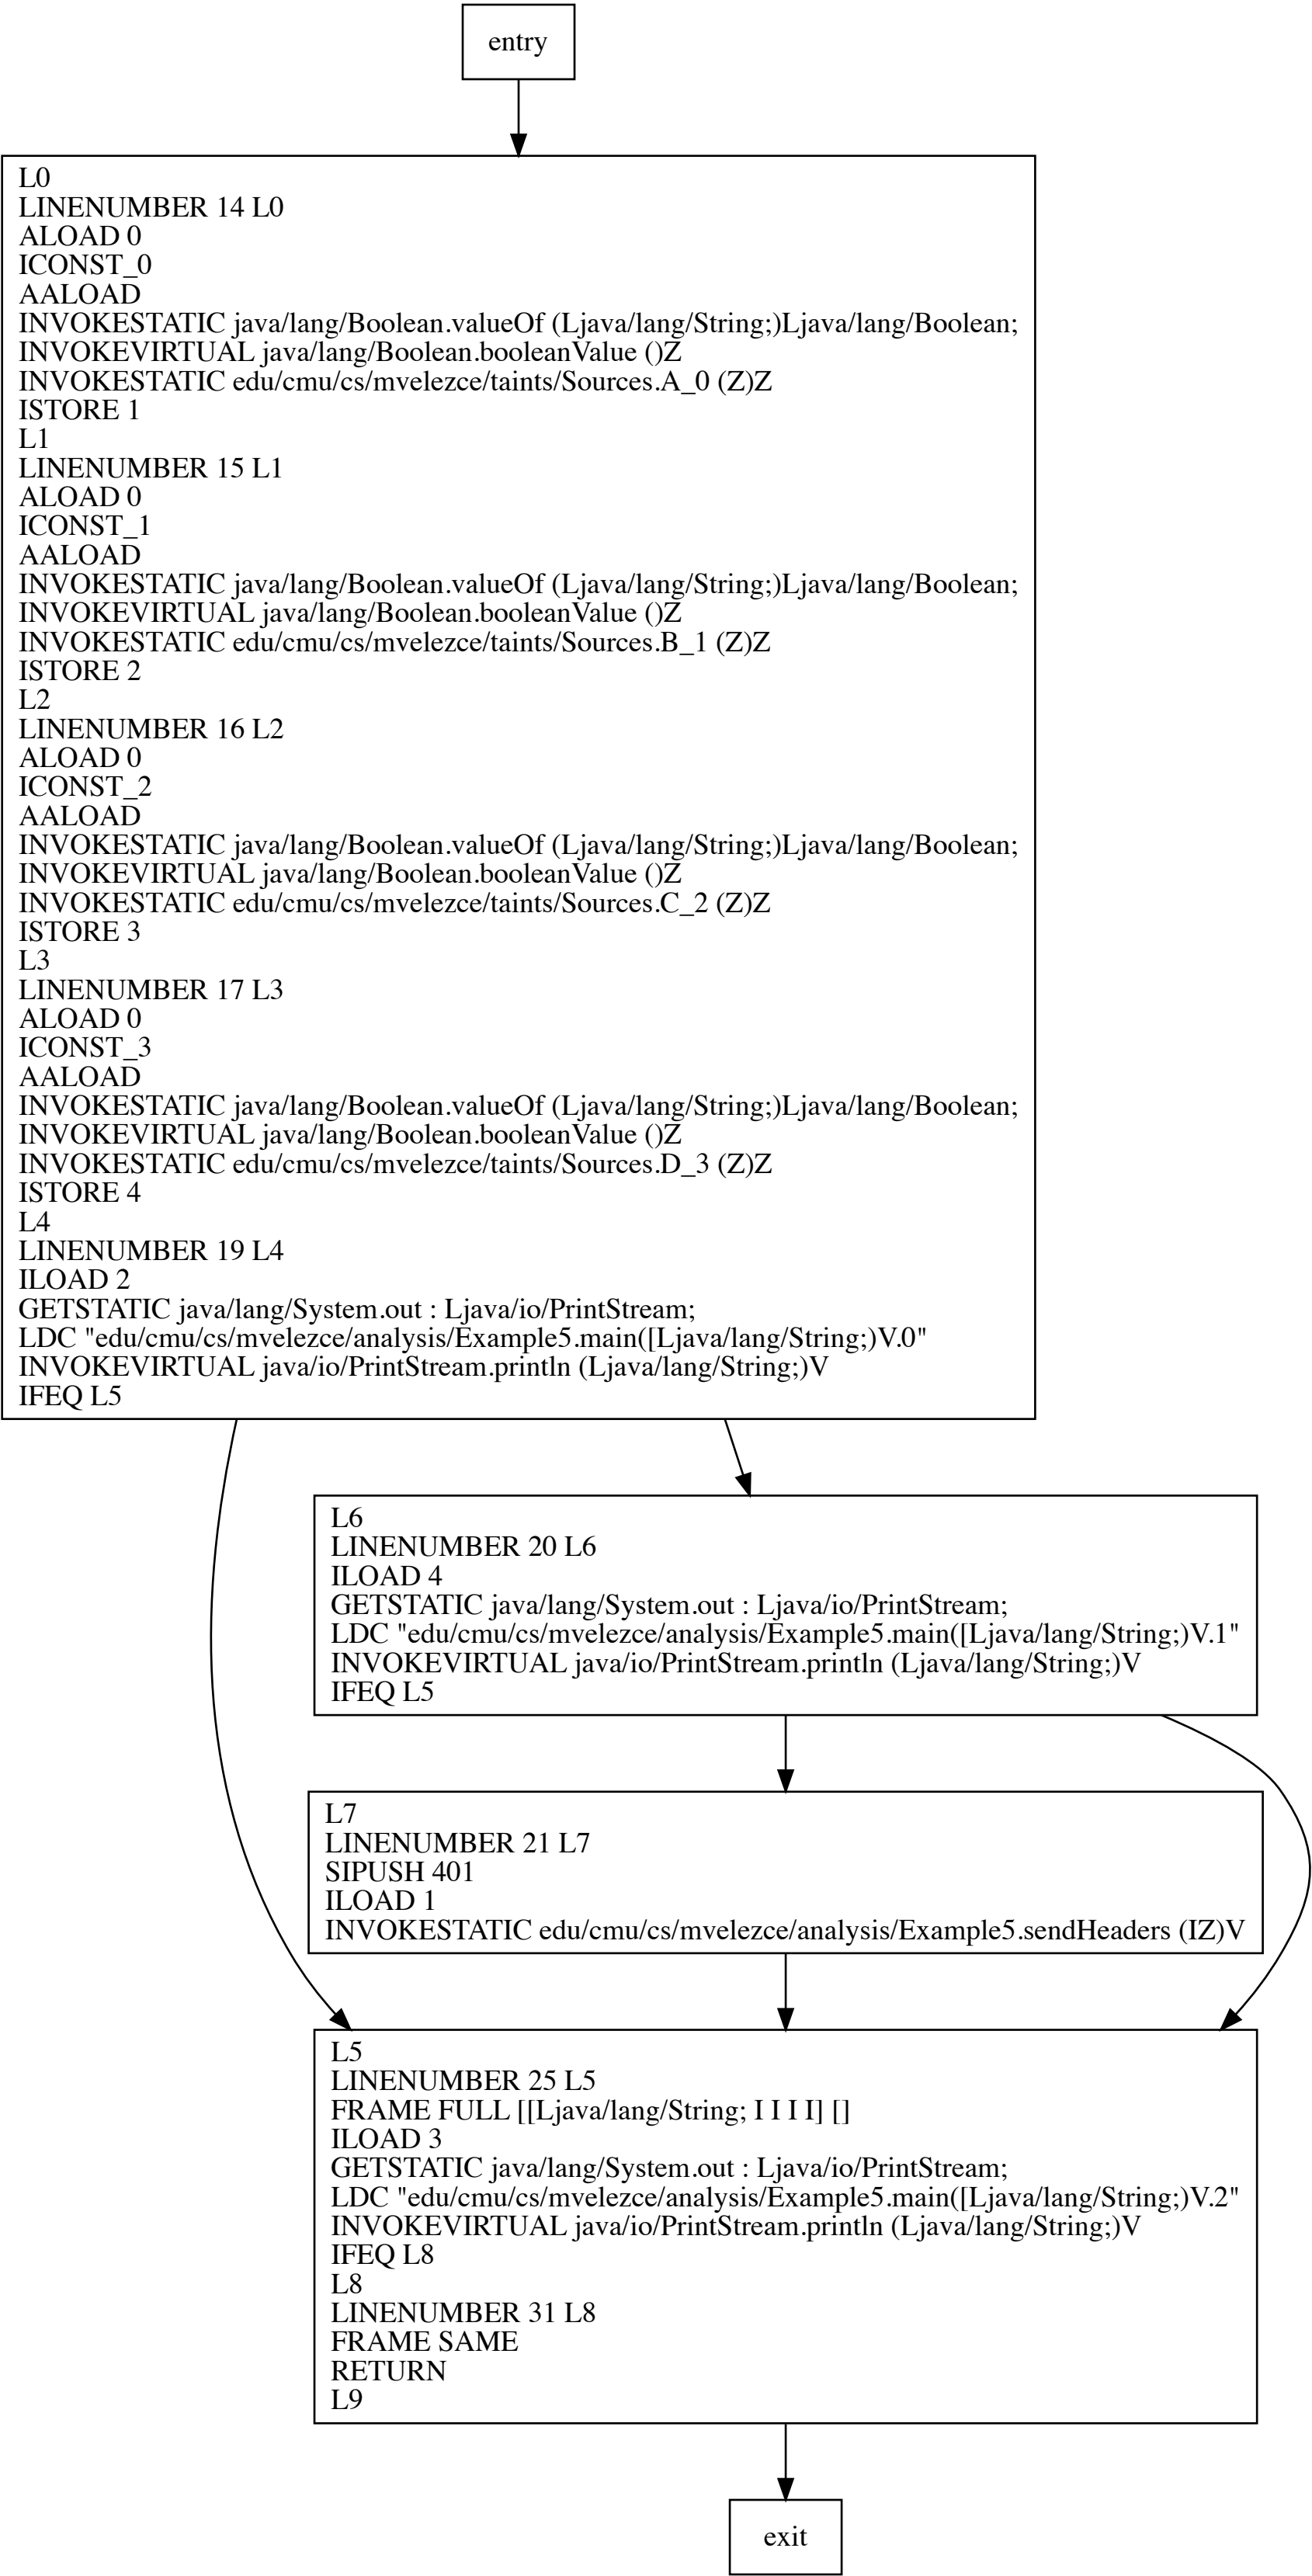 entry
L0
LINENUMBER 14 L0
ALOAD 0
ICONST_0
AALOAD
INVOKESTATIC java/lang/Boolean.valueOf (Ljava/lang/String;)Ljava/lang/Boolean;
INVOKEVIRTUAL java/lang/Boolean.booleanValue ()Z
INVOKESTATIC edu/cmu/cs/mvelezce/taints/Sources.A_0 (Z)Z
ISTORE 1
L1
LINENUMBER 15 L1
ALOAD 0
ICONST_1
AALOAD
INVOKESTATIC java/lang/Boolean.valueOf (Ljava/lang/String;)Ljava/lang/Boolean;
INVOKEVIRTUAL java/lang/Boolean.booleanValue ()Z
INVOKESTATIC edu/cmu/cs/mvelezce/taints/Sources.B_1 (Z)Z
ISTORE 2
L2
LINENUMBER 16 L2
ALOAD 0
ICONST_2
AALOAD
INVOKESTATIC java/lang/Boolean.valueOf (Ljava/lang/String;)Ljava/lang/Boolean;
INVOKEVIRTUAL java/lang/Boolean.booleanValue ()Z
INVOKESTATIC edu/cmu/cs/mvelezce/taints/Sources.C_2 (Z)Z
ISTORE 3
L3
LINENUMBER 17 L3
ALOAD 0
ICONST_3
AALOAD
INVOKESTATIC java/lang/Boolean.valueOf (Ljava/lang/String;)Ljava/lang/Boolean;
INVOKEVIRTUAL java/lang/Boolean.booleanValue ()Z
INVOKESTATIC edu/cmu/cs/mvelezce/taints/Sources.D_3 (Z)Z
ISTORE 4
L4
LINENUMBER 19 L4
ILOAD 2
GETSTATIC java/lang/System.out : Ljava/io/PrintStream;
LDC "edu/cmu/cs/mvelezce/analysis/Example5.main([Ljava/lang/String;)V.0"
INVOKEVIRTUAL java/io/PrintStream.println (Ljava/lang/String;)V
IFEQ L5
L6
LINENUMBER 20 L6
ILOAD 4
GETSTATIC java/lang/System.out : Ljava/io/PrintStream;
LDC "edu/cmu/cs/mvelezce/analysis/Example5.main([Ljava/lang/String;)V.1"
INVOKEVIRTUAL java/io/PrintStream.println (Ljava/lang/String;)V
IFEQ L5
L7
LINENUMBER 21 L7
SIPUSH 401
ILOAD 1
INVOKESTATIC edu/cmu/cs/mvelezce/analysis/Example5.sendHeaders (IZ)V
L5
LINENUMBER 25 L5
FRAME FULL [[Ljava/lang/String; I I I I] []
ILOAD 3
GETSTATIC java/lang/System.out : Ljava/io/PrintStream;
LDC "edu/cmu/cs/mvelezce/analysis/Example5.main([Ljava/lang/String;)V.2"
INVOKEVIRTUAL java/io/PrintStream.println (Ljava/lang/String;)V
IFEQ L8
L8
LINENUMBER 31 L8
FRAME SAME
RETURN
L9
exit